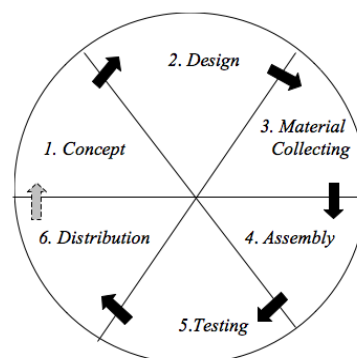 2. Design
3. Material
Collecting
1. Concept
6. Distribution
4. Assembly
5.Testing